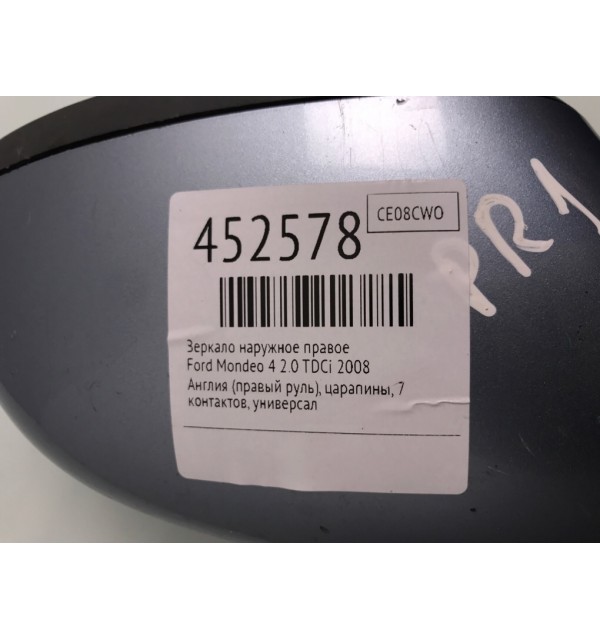 452578
CE08CWO
Зеркало наружное правое
Ford Mondeo 4 2.0 TDCi 2008
Англия (правый руль), царапины, 7
контактов, универсал
PR1